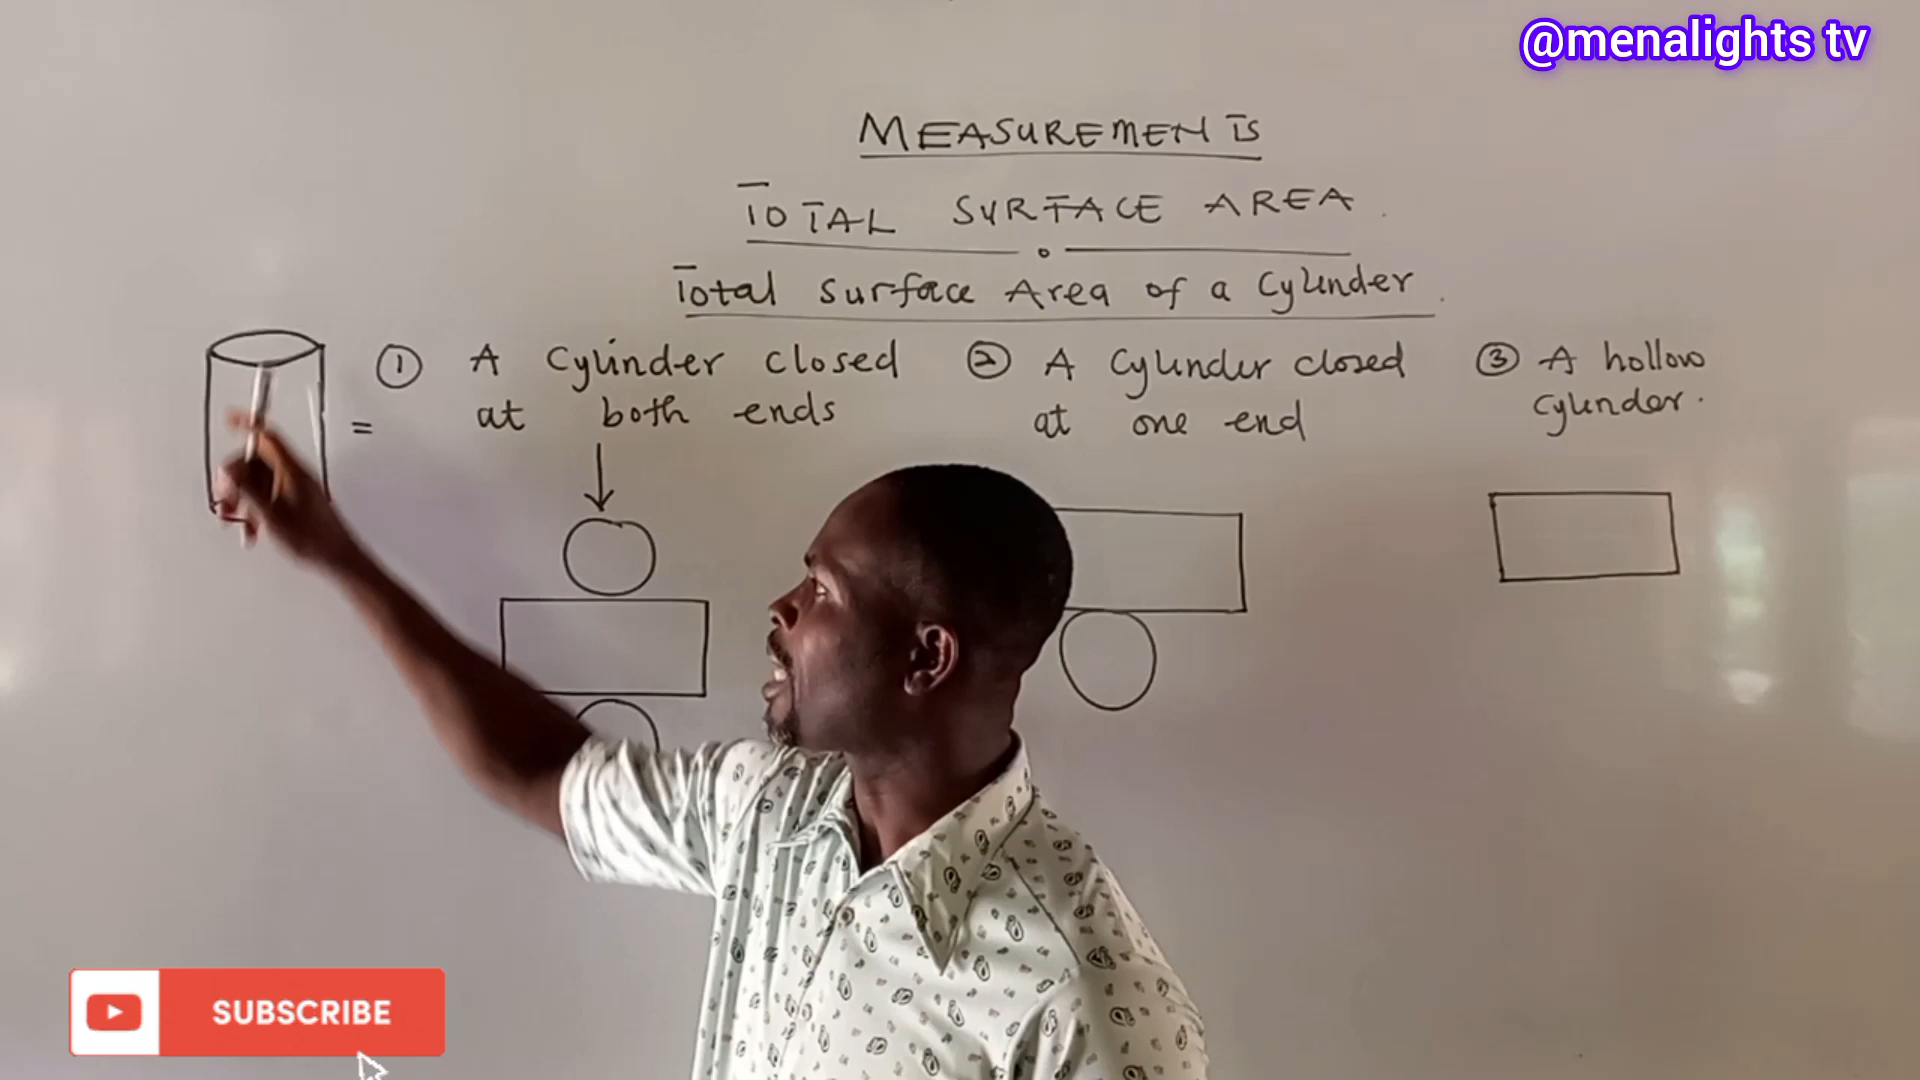 @menalights tv
MEASUREMENTS
TOTAL SURFACE AREA.
Total Surface Area of a Cylinder.
① A Cylinder closed
at both ends
② A Cylinder closed
at one end
③ A hollow
Cylinder.
=
SUBSCRIBE